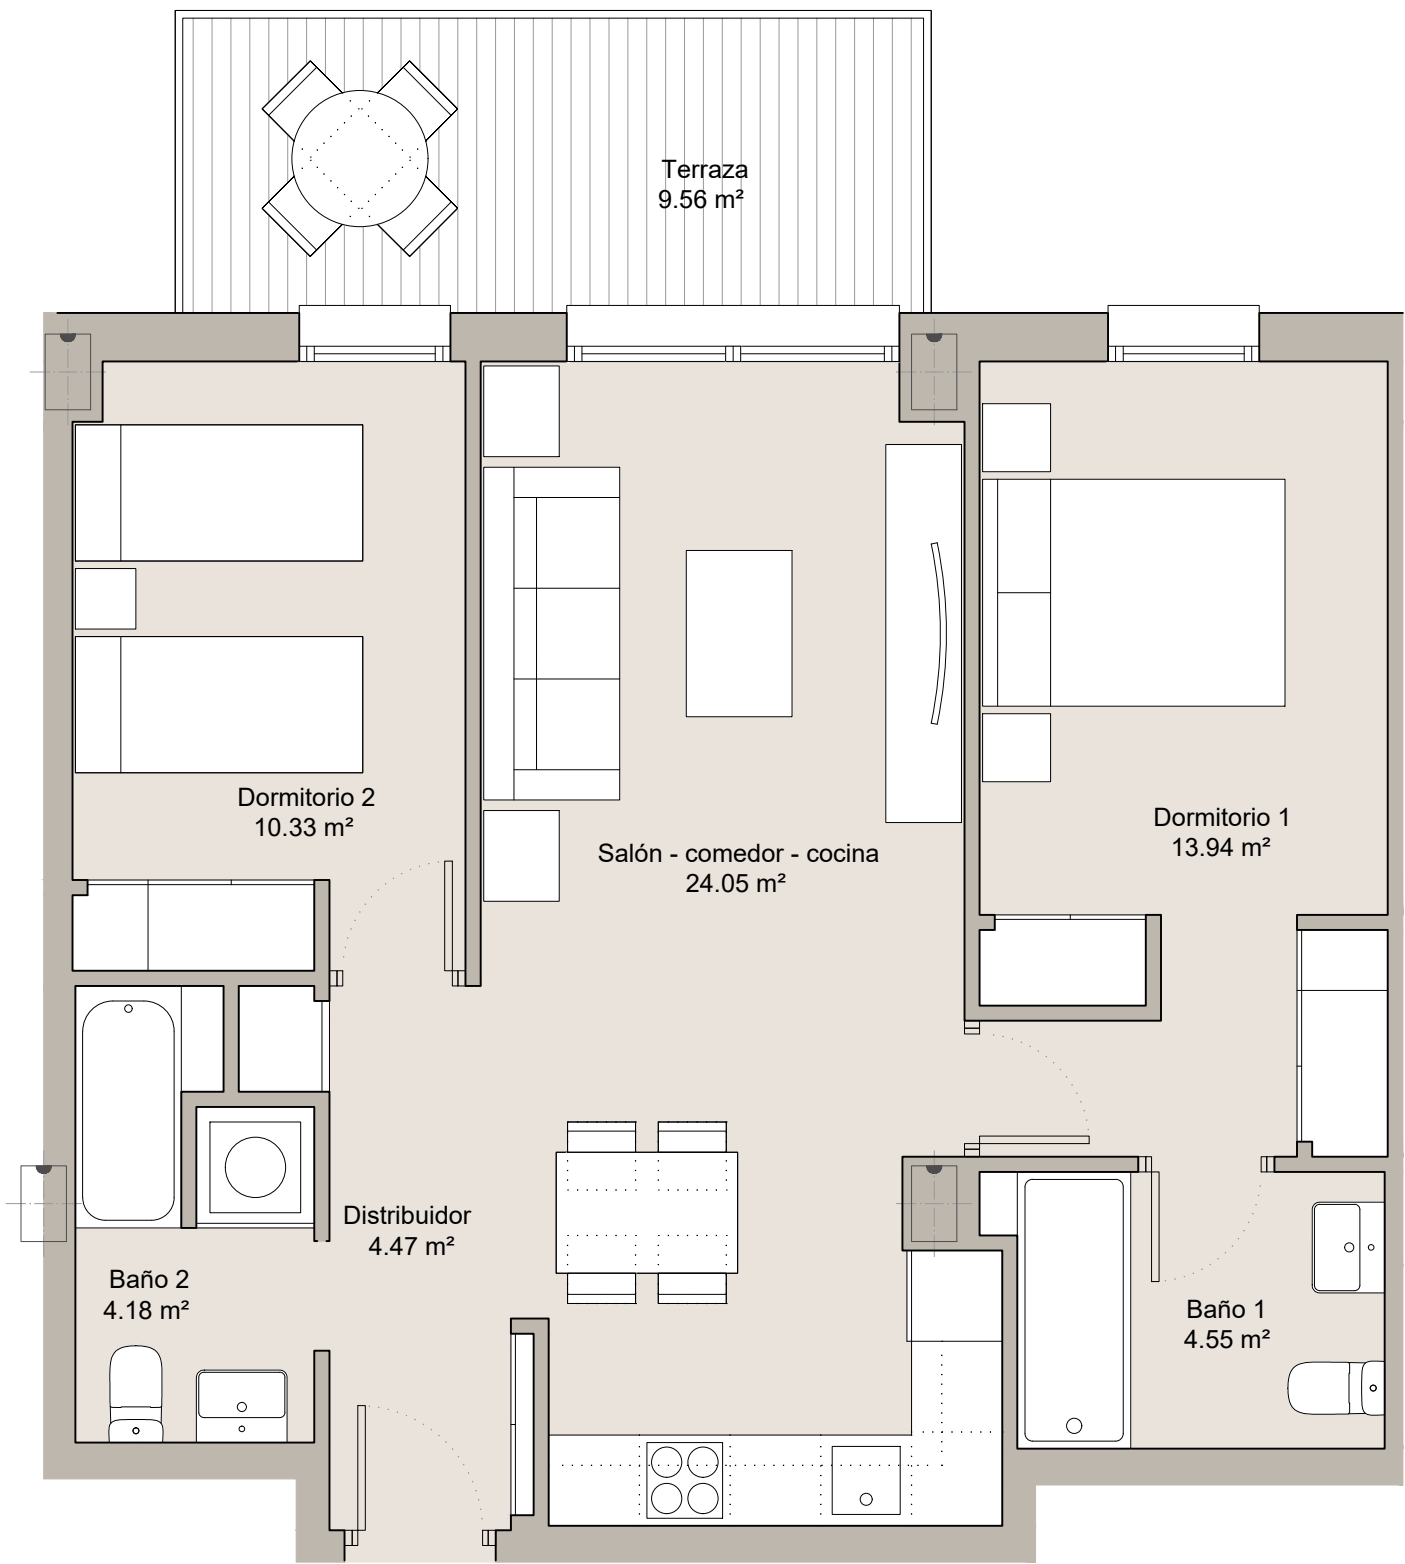 Terraza
9.56 m²
Dormitorio 2
10.33 m²
Dormitorio 1
13.94 m²
Salón - comedor - cocina
24.05 m²
Distribuidor
4.47 m²
Baño 2
4.18 m²
Baño 1
4.55 m²